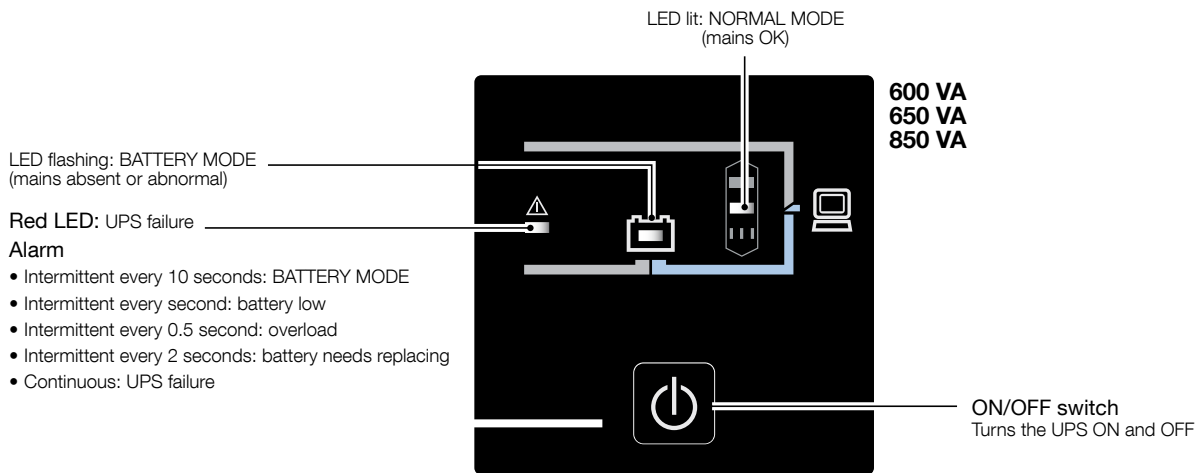 LED lit: NORMAL MODE
(mains OK)
600 VA
650 VA
850 VA
LED flashing: BATTERY MODE
(mains absent or abnormal)
Red LED: UPS failure
Alarm
• Intermittent every 10 seconds: BATTERY MODE
• Intermittent every second: battery low
• Intermittent every 0.5 second: overload
• Intermittent every 2 seconds: battery needs replacing
• Continuous: UPS failure
ON/OFF switch
Turns the UPS ON and OFF